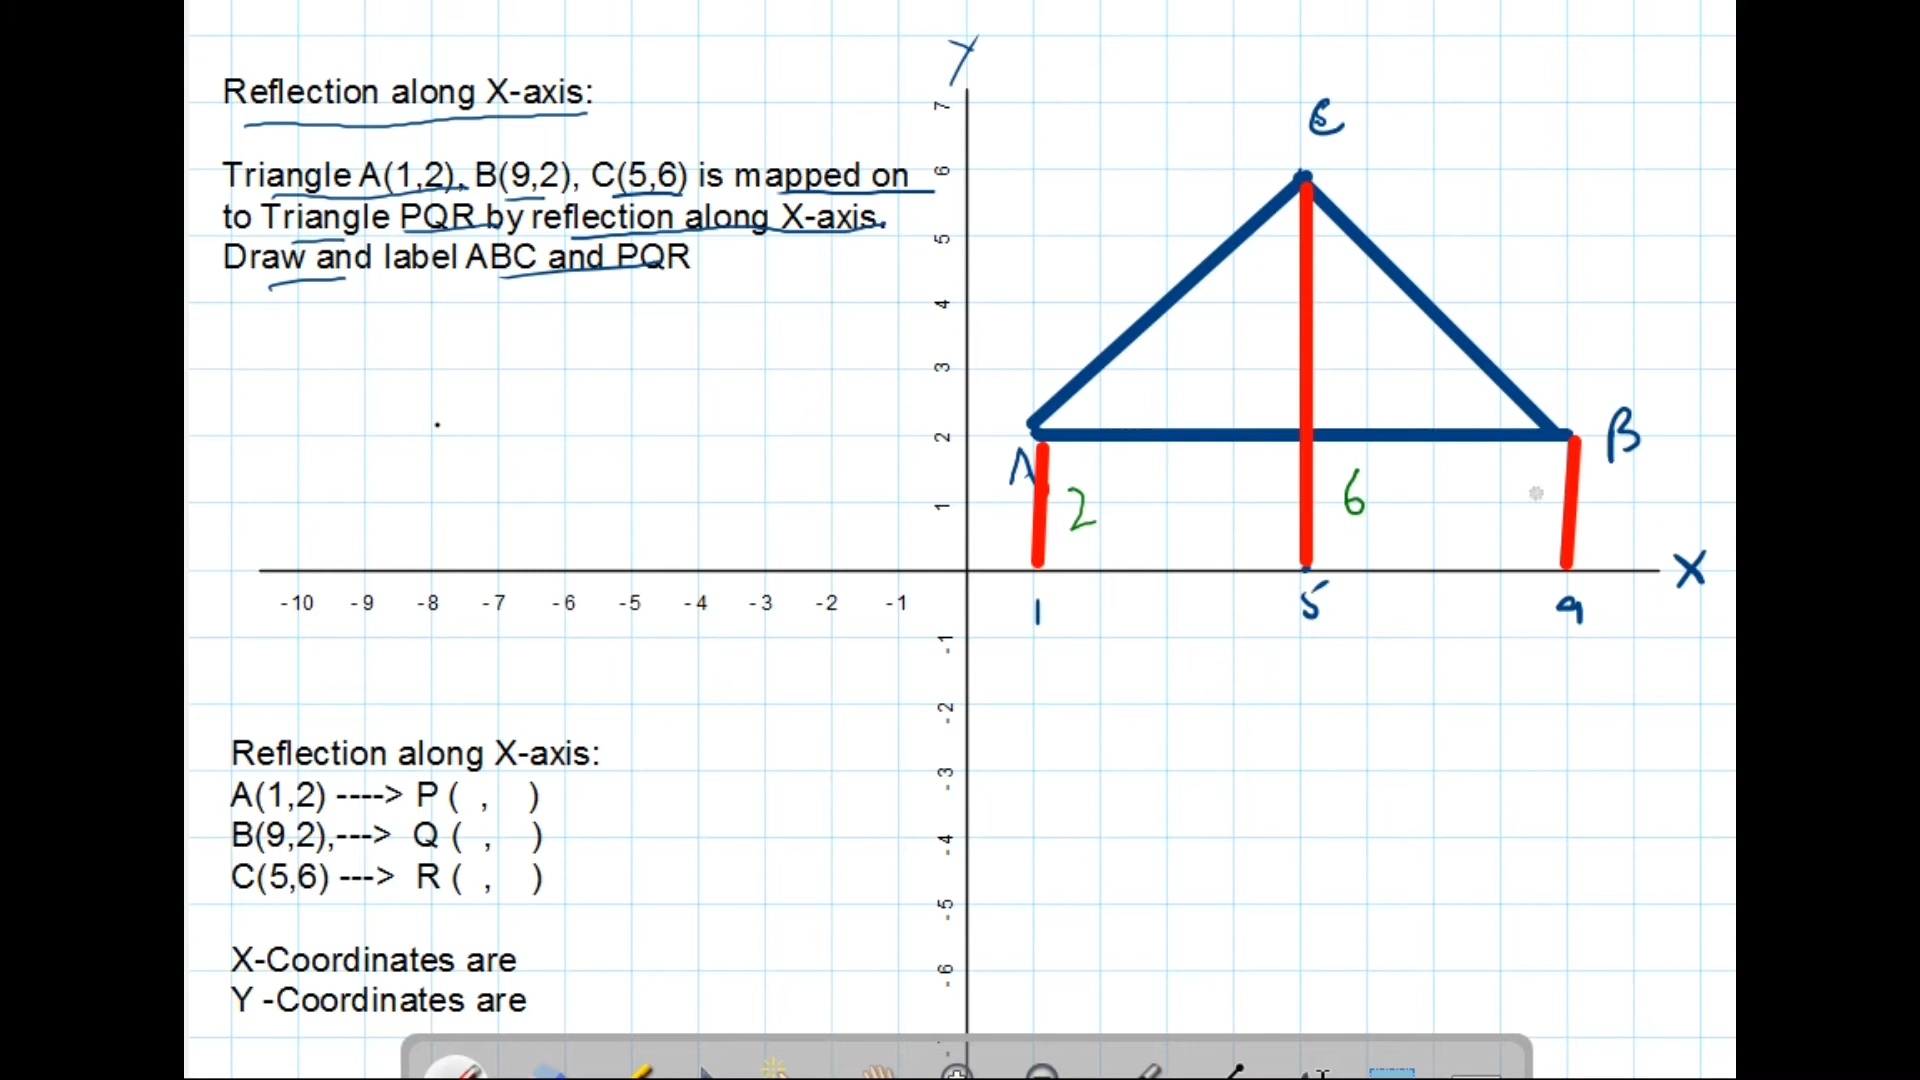 Reflection along X-axis:
Triangle A(1,2), B(9,2), C(5,6) is mapped on
to Triangle PQR by reflection along X-axis.
Draw and label ABC and PQR
Y
7
6
5
4
3
2
1
C
A
B
2
6
X
-10 -9 -8 -7 -6 -5 -4 -3 -2 -1
1 5 9
-1
-2
-3
-4
-5
-6
Reflection along X-axis:
A(1,2) ----> P ( , )
B(9,2),---> Q ( , )
C(5,6) ---> R ( , )
X-Coordinates are
Y -Coordinates are